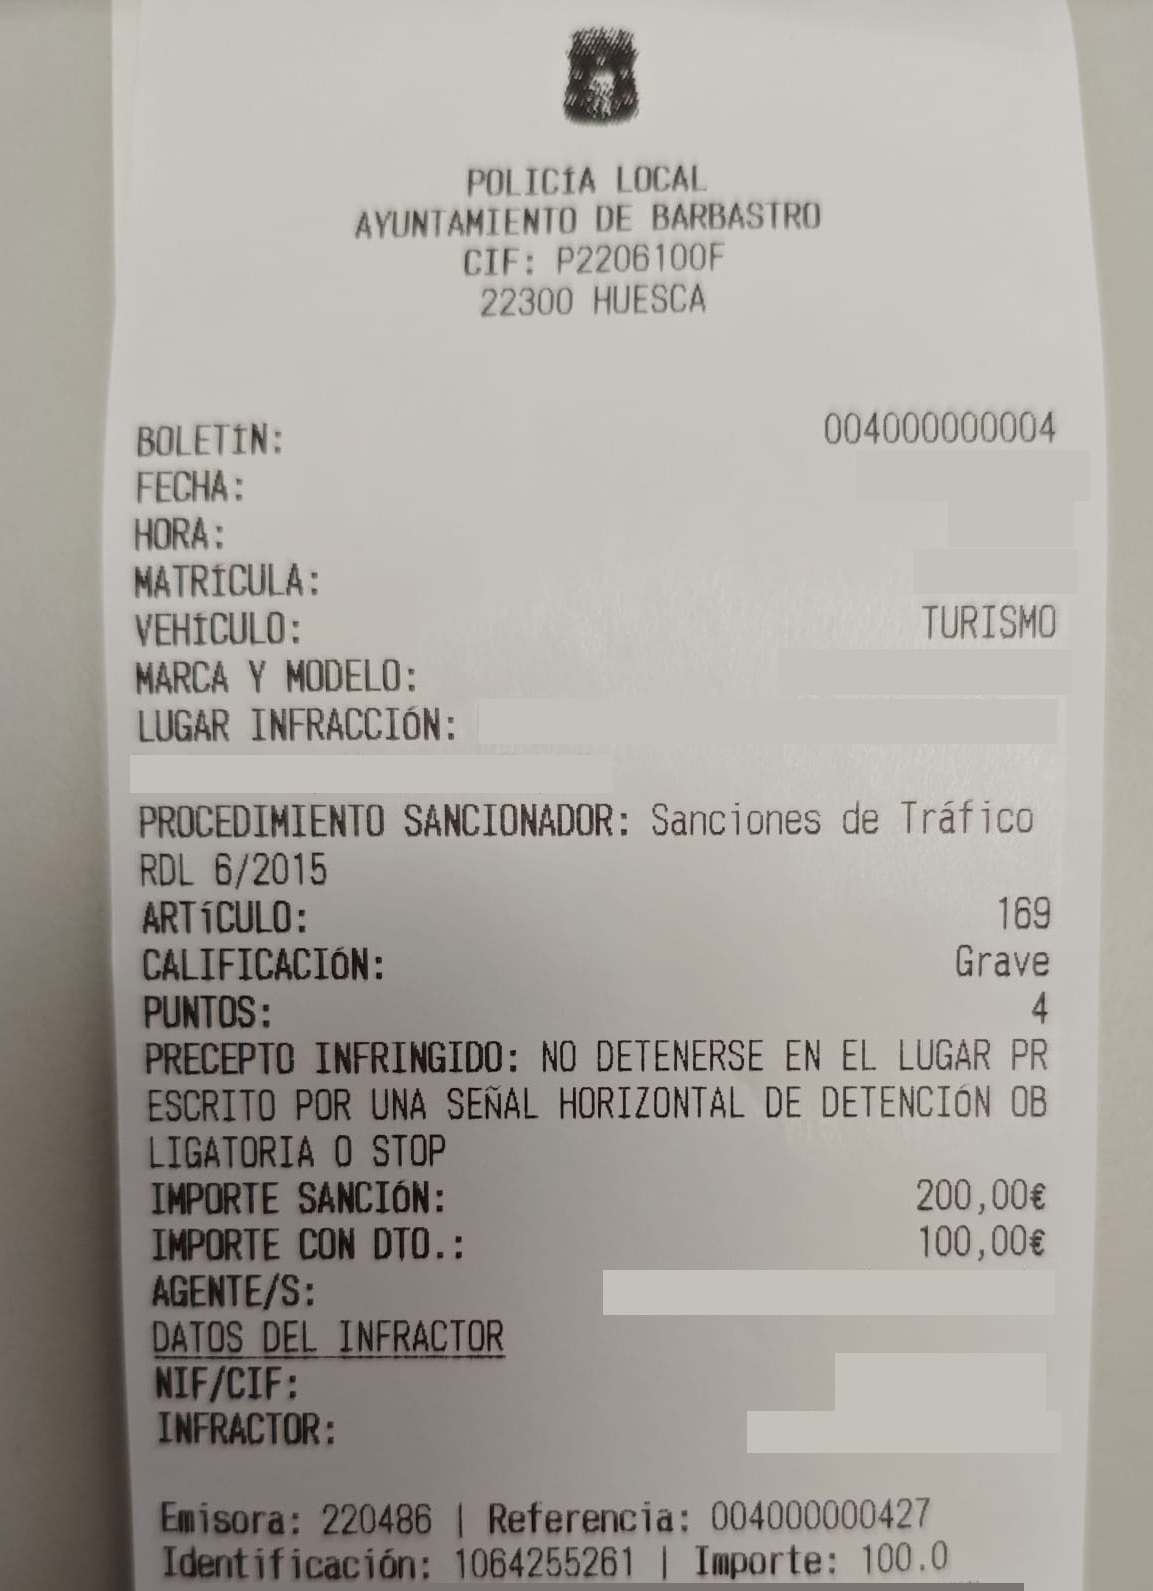 POLICíA LOCAL
AYUNTAMIENTO DE BARBASTRO
CIF: P2206100F
22300 HUESCA
BOLETíN: 004000000004
FECHA:
HORA:
MATRíCULA:
VEHíCULO: TURISMO
MARCA Y MODELO:
LUGAR INFRACCIÓN:
PROCEDIMIENTO SANCIONADOR: Sanciones de Tráfico
RDL 6/2015
ARTíCULO: 169
CALIFICACIÓN: Grave
PUNTOS: 4
PRECEPTO INFRINGIDO: NO DETENERSE EN EL LUGAR PR
ESCRITO POR UNA SEÑAL HORIZONTAL DE DETENCIÓN OB
LIGATORIA O STOP
IMPORTE SANCIÓN: 200,00€
IMPORTE CON DTO.: 100,00€
AGENTE/S:
DATOS DEL INFRACTOR
NIF/CIF:
INFRACTOR:
Emisora: 220486 | Referencia: 004000000427
Identificación: 1064255261 | Importe: 100.0